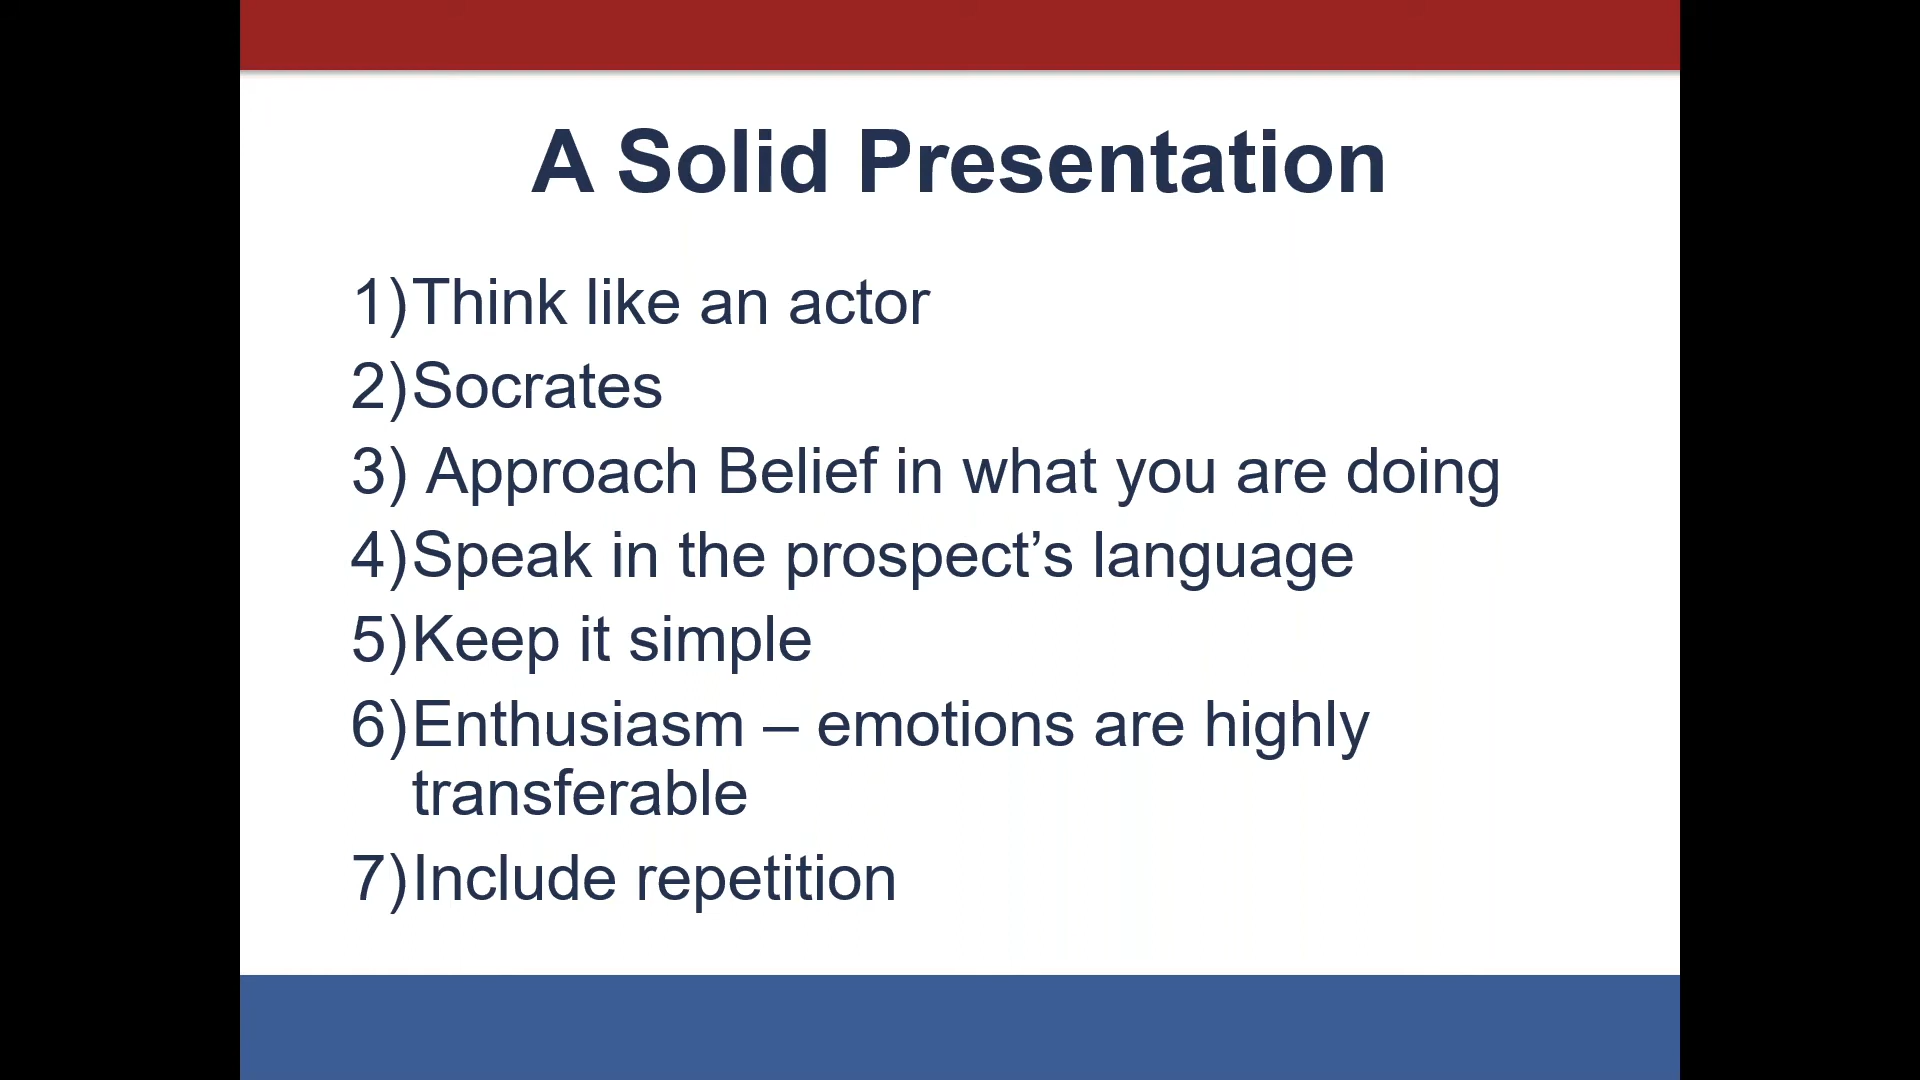 A Solid Presentation
1)Think like an actor
2)Socrates
3) Approach Belief in what you are doing
4)Speak in the prospect’s language
5)Keep it simple
6)Enthusiasm – emotions are highly
transferable
7)Include repetition